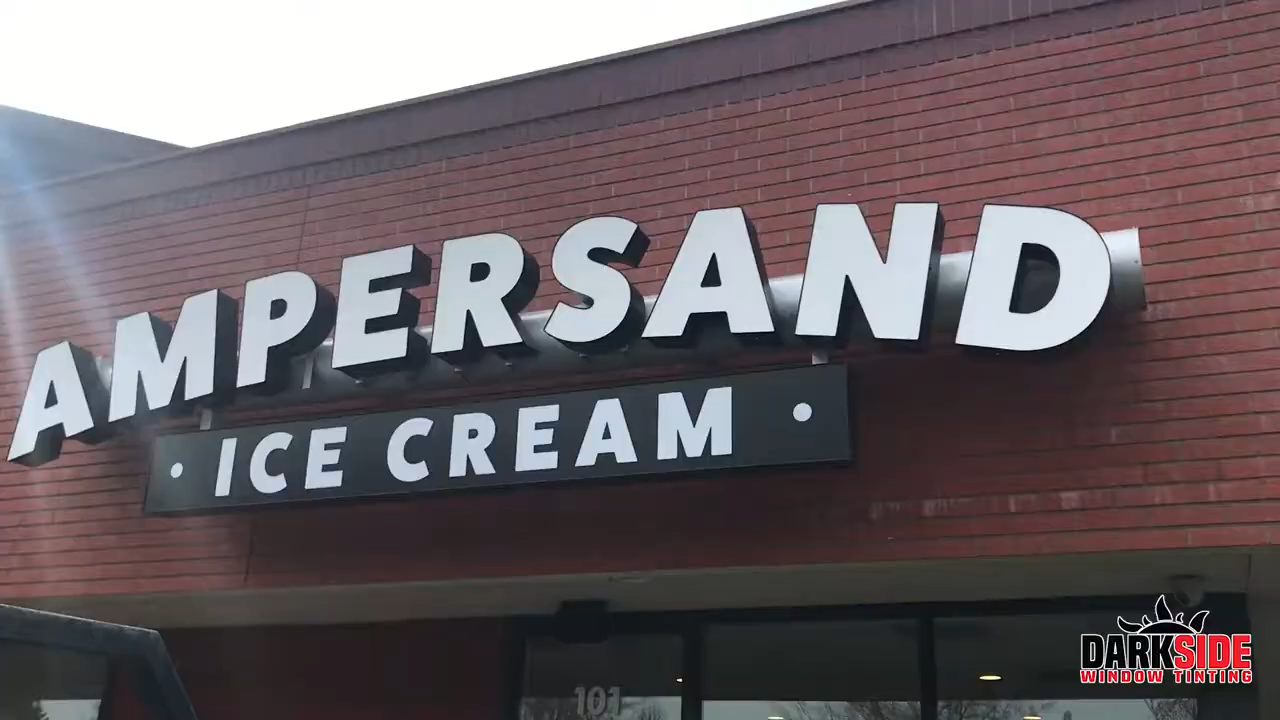 AMPERSAND
· ICE CREAM ·
101
DARKSIDE
WINDOW TINTING